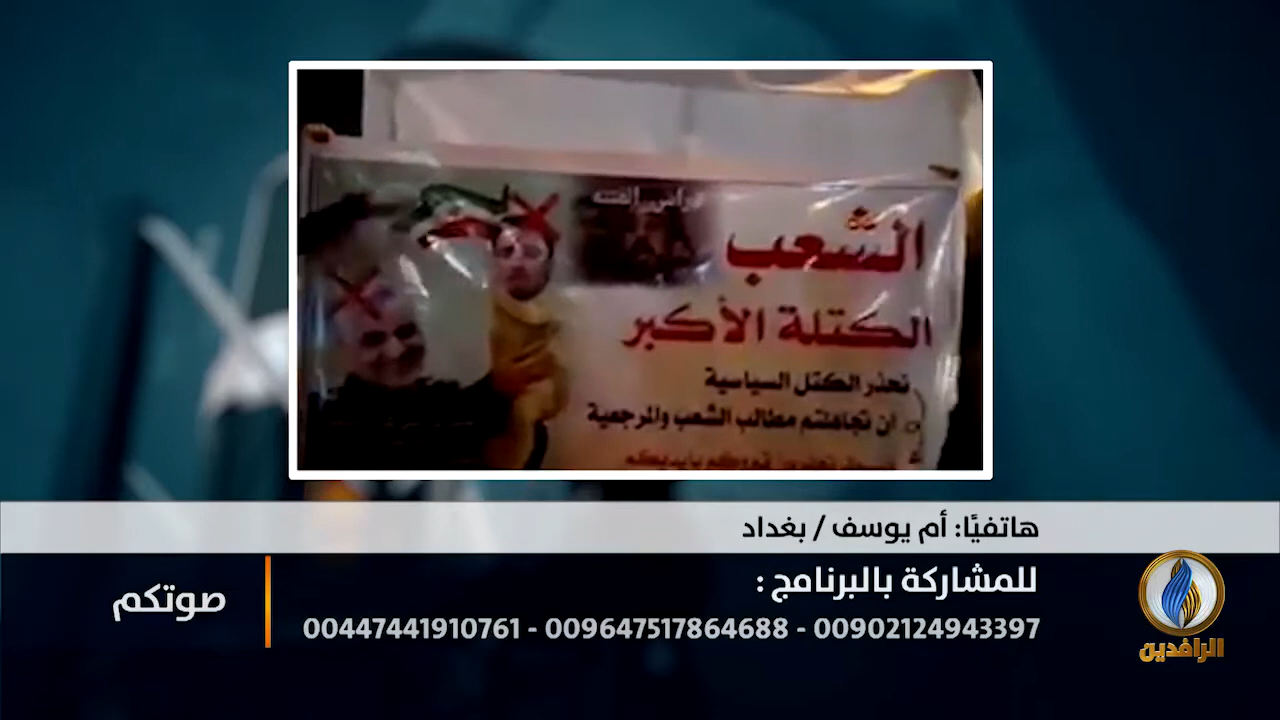 الشعب
الكتلة الأكبر
نحذر الكتل السياسية
ان تجاهلتم مطالب الشعب والمرجعية
هاتفيًا: أم يوسف / بغداد
للمشاركة بالبرنامج :
00447441910761 - 009647517864688 - 00902124943397
صوتكم
الرافدين